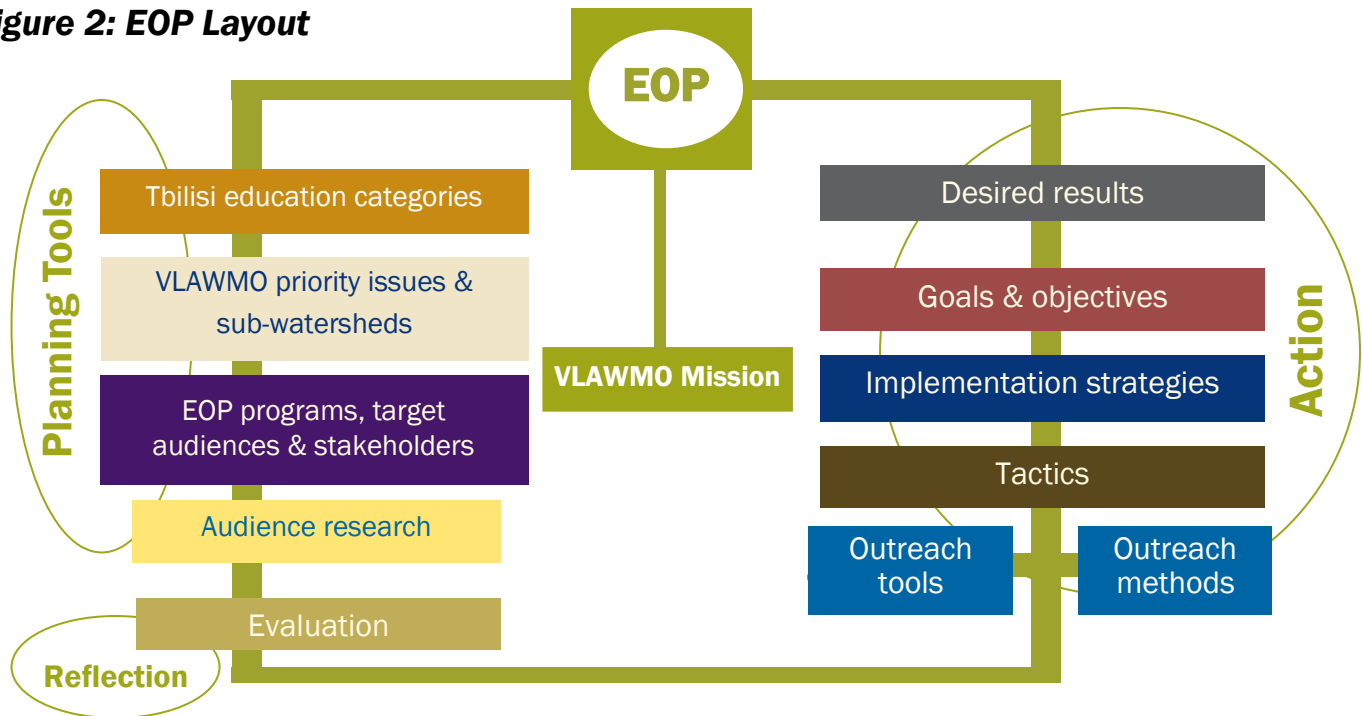 igure 2: EOP Layout
EOP
Planning Tools
Tbilisi education categories
VLAWMO priority issues &
sub-watersheds
EOP programs, target
audiences & stakeholders
Audience research
Evaluation
Reflection
VLAWMO Mission
Desired results
Goals & objectives
Implementation strategies
Tactics
Outreach
tools
Outreach
methods
Action